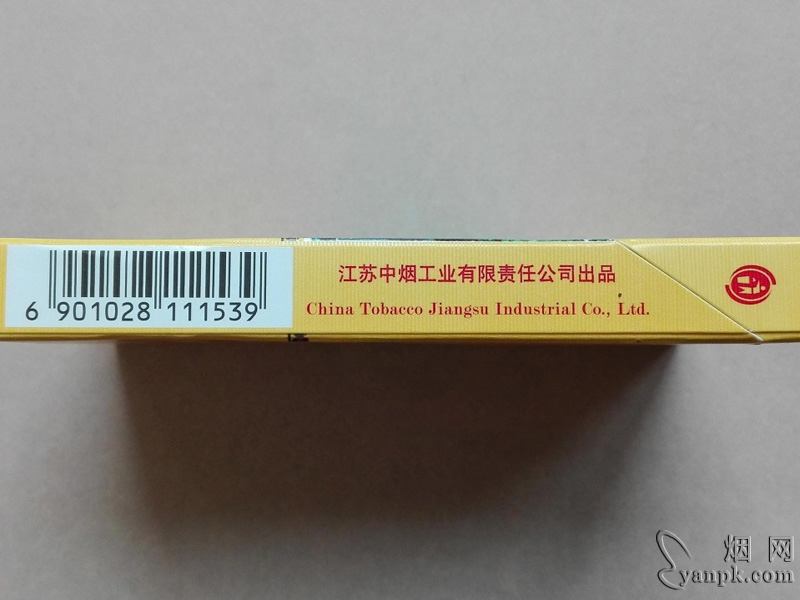 江苏中烟工业有限责任公司出品
China Tobacco Jiangsu Industrial Co., Ltd.
6 901028 111539
烟网
yanpk.com